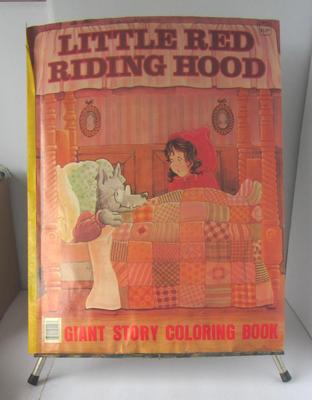 LITTLE RED
RIDING HOOD
GIANT STORY COLORING BOOK